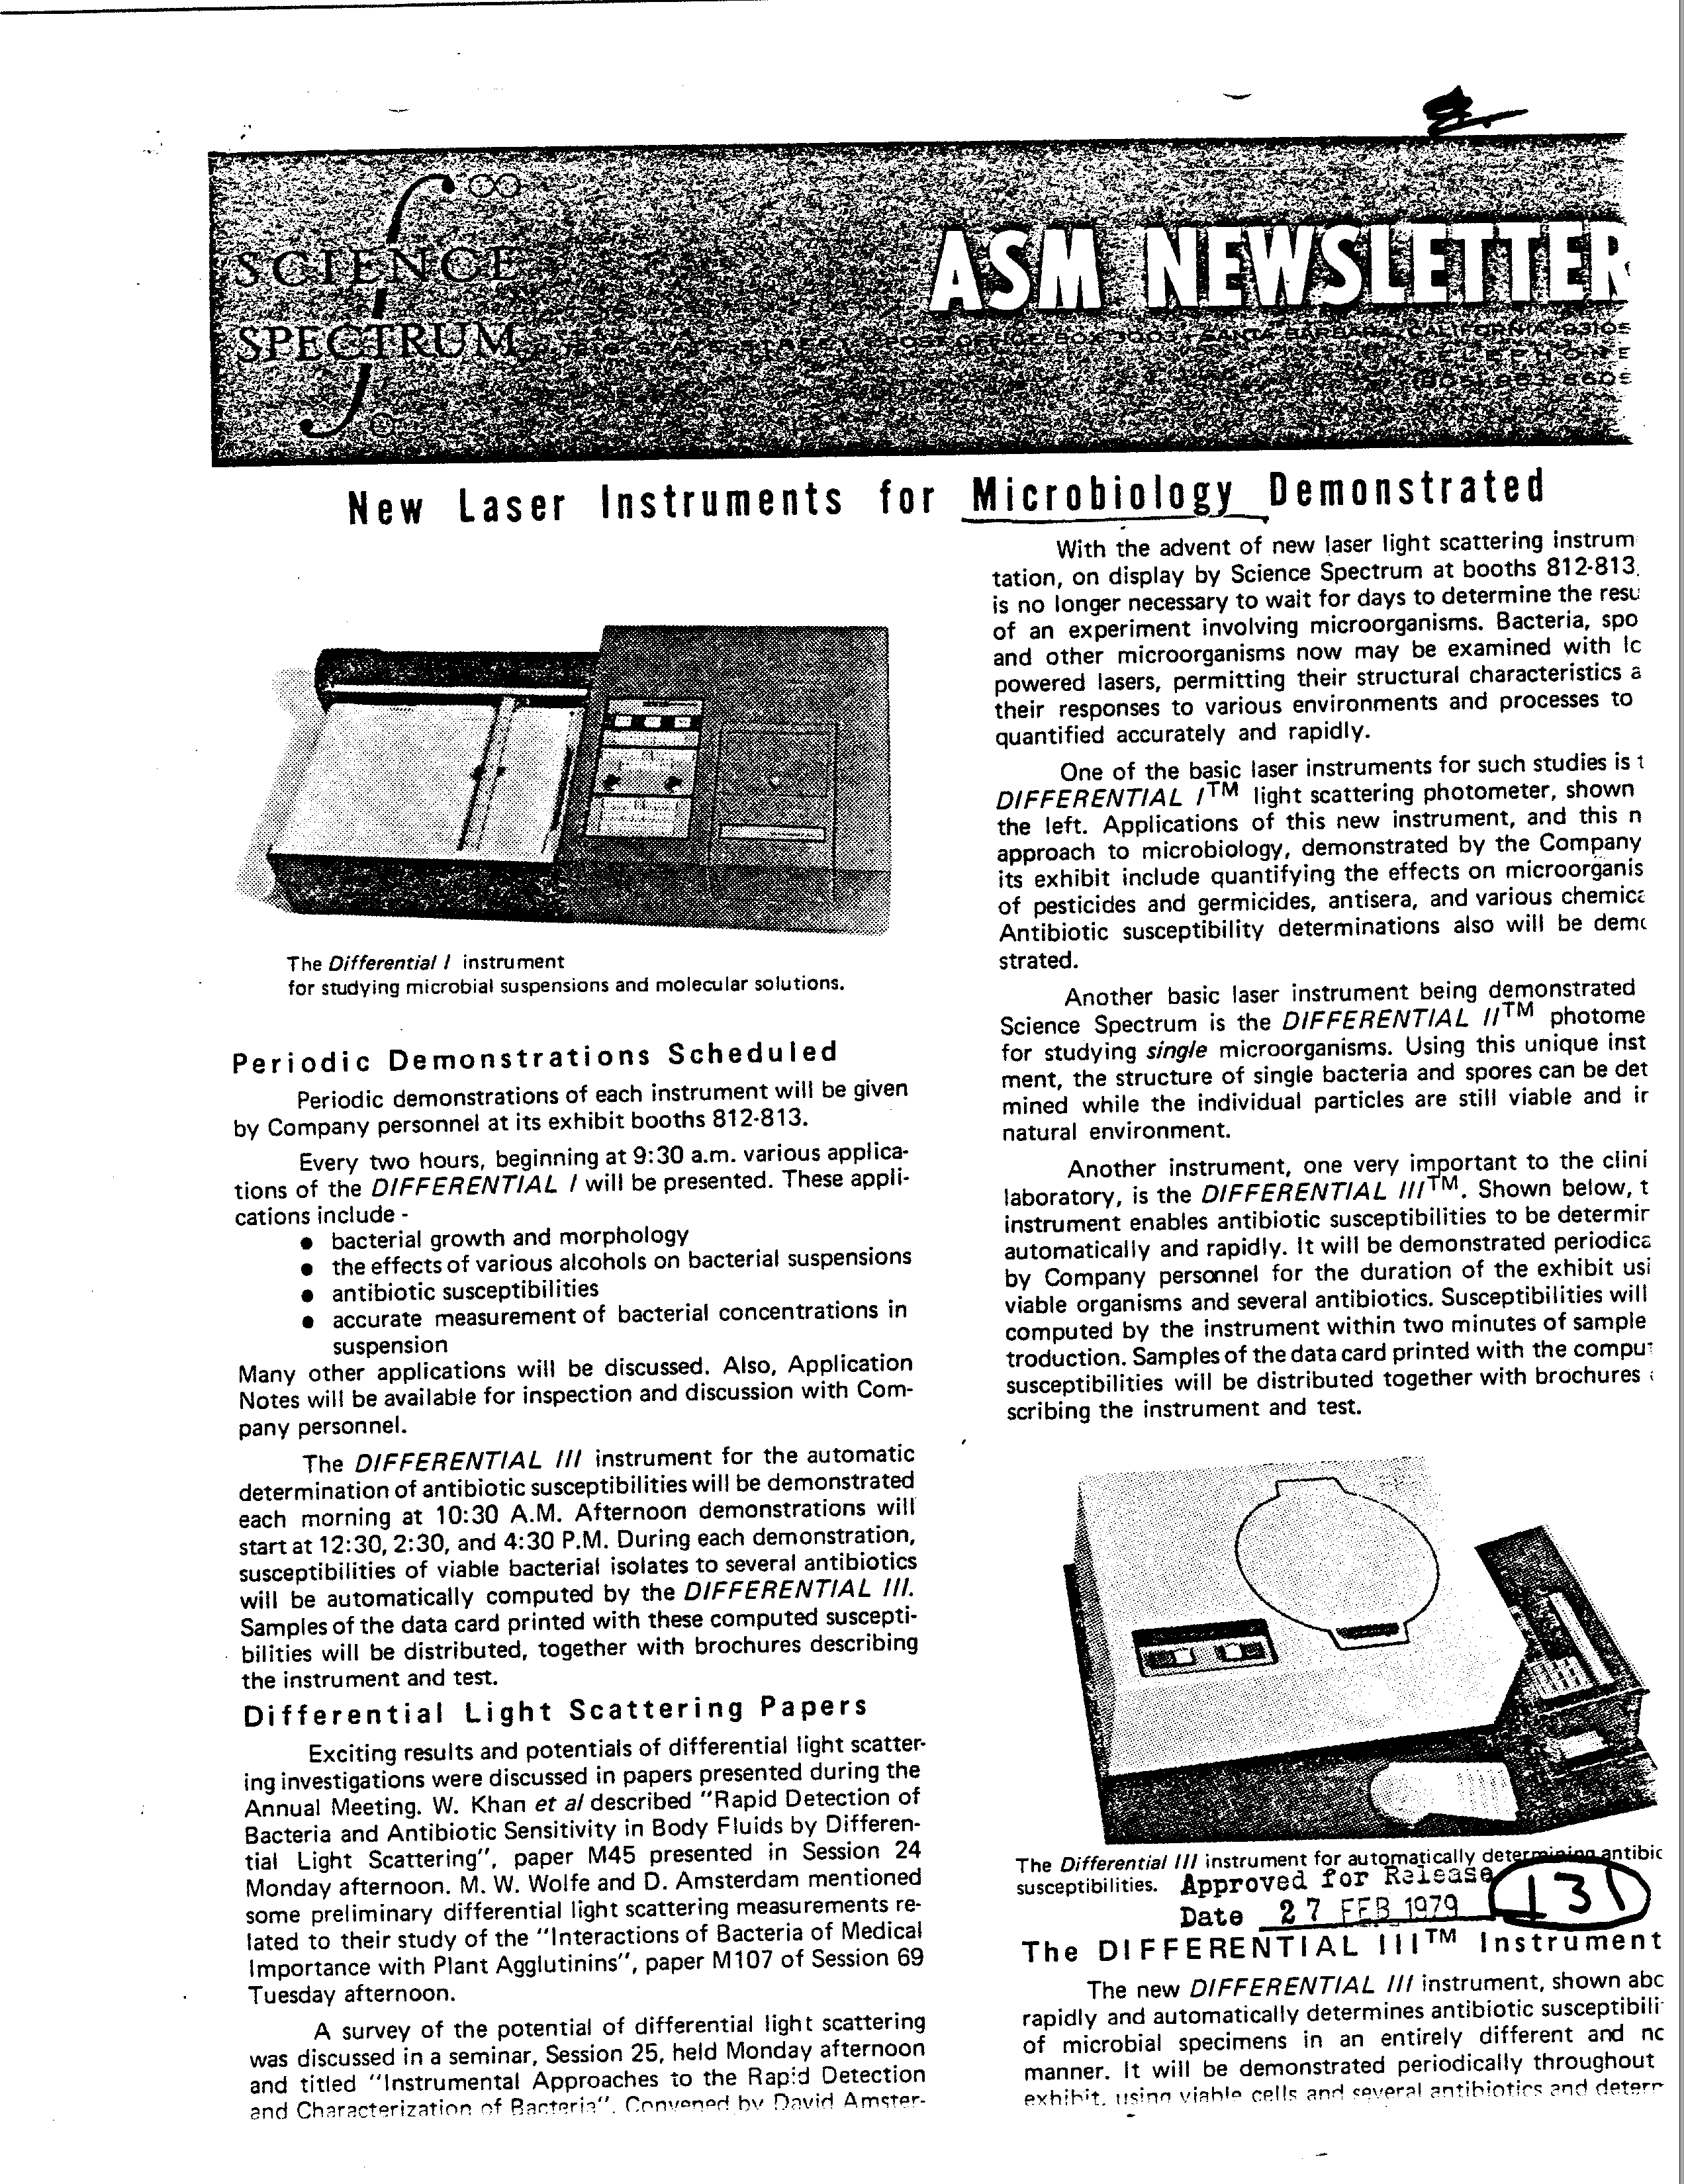 SCIENCE
SPECTRUM
ASM NEWSLETTER
POST OFFICE BOX 3003 SANTA BARBARA, CALIFORNIA 93105
TELEPHONE
New Laser Instruments for Microbiology Demonstrated
The Differential I instrument
for studying microbial suspensions and molecular solutions.
Periodic Demonstrations Scheduled
Periodic demonstrations of each instrument will be given
by Company personnel at its exhibit booths 812-813.
Every two hours, beginning at 9:30 a.m. various applica-
tions of the DIFFERENTIAL I will be presented. These appli-
cations include -
● bacterial growth and morphology
● the effects of various alcohols on bacterial suspensions
● antibiotic susceptibilities
● accurate measurement of bacterial concentrations in
suspension
Many other applications will be discussed. Also, Application
Notes will be available for inspection and discussion with Com-
pany personnel.
The DIFFERENTIAL III instrument for the automatic
determination of antibiotic susceptibilities will be demonstrated
each morning at 10:30 A.M. Afternoon demonstrations will
start at 12:30, 2:30, and 4:30 P.M. During each demonstration,
susceptibilities of viable bacterial isolates to several antibiotics
will be automatically computed by the DIFFERENTIAL III.
Samples of the data card printed with these computed suscepti-
bilities will be distributed, together with brochures describing
the instrument and test.
Differential Light Scattering Papers
Exciting results and potentials of differential light scatter-
ing investigations were discussed in papers presented during the
Annual Meeting. W. Khan et al described "Rapid Detection of
Bacteria and Antibiotic Sensitivity in Body Fluids by Differen-
tial Light Scattering", paper M45 presented in Session 24
Monday afternoon. M. W. Wolfe and D. Amsterdam mentioned
some preliminary differential light scattering measurements re-
lated to their study of the "Interactions of Bacteria of Medical
Importance with Plant Agglutinins", paper M107 of Session 69
Tuesday afternoon.
A survey of the potential of differential light scattering
was discussed in a seminar, Session 25, held Monday afternoon
and titled "Instrumental Approaches to the Rapid Detection
and Characterization of Bacteria". Convened by David Amster-
With the advent of new laser light scattering instrum
tation, on display by Science Spectrum at booths 812-813,
is no longer necessary to wait for days to determine the resu
of an experiment involving microorganisms. Bacteria, spo
and other microorganisms now may be examined with lo
powered lasers, permitting their structural characteristics a
their responses to various environments and processes to
quantified accurately and rapidly.
One of the basic laser instruments for such studies is t
DIFFERENTIAL I™ light scattering photometer, shown
the left. Applications of this new instrument, and this n
approach to microbiology, demonstrated by the Company
its exhibit include quantifying the effects on microorganis
of pesticides and germicides, antisera, and various chemica
Antibiotic susceptibility determinations also will be demo
strated.
Another basic laser instrument being demonstrated
Science Spectrum is the DIFFERENTIAL II™ photome
for studying single microorganisms. Using this unique inst
ment, the structure of single bacteria and spores can be det
mined while the individual particles are still viable and ir
natural environment.
Another instrument, one very important to the clini
laboratory, is the DIFFERENTIAL III™. Shown below, t
instrument enables antibiotic susceptibilities to be determir
automatically and rapidly. It will be demonstrated periodica
by Company personnel for the duration of the exhibit usi
viable organisms and several antibiotics. Susceptibilities will
computed by the instrument within two minutes of sample
troduction. Samples of the data card printed with the comput
susceptibilities will be distributed together with brochures
scribing the instrument and test.
The Differential III instrument for automatically determining antibio
susceptibilities.
Approved for Release
Date 27 FEB 1979
131
The DIFFERENTIAL III™ Instrument
The new DIFFERENTIAL III instrument, shown abo
rapidly and automatically determines antibiotic susceptibili
of microbial specimens in an entirely different and no
manner. It will be demonstrated periodically throughout
exhibit, using viable cells and several antibiotics and determ